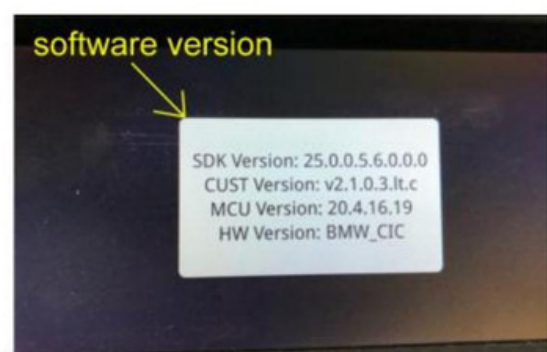 software version
SDK Version: 25.0.0.5.6.0.0.0
CUST Version: v2.1.0.3.lt.c
MCU Version: 20.4.16.19
HW Version: BMW_CIC